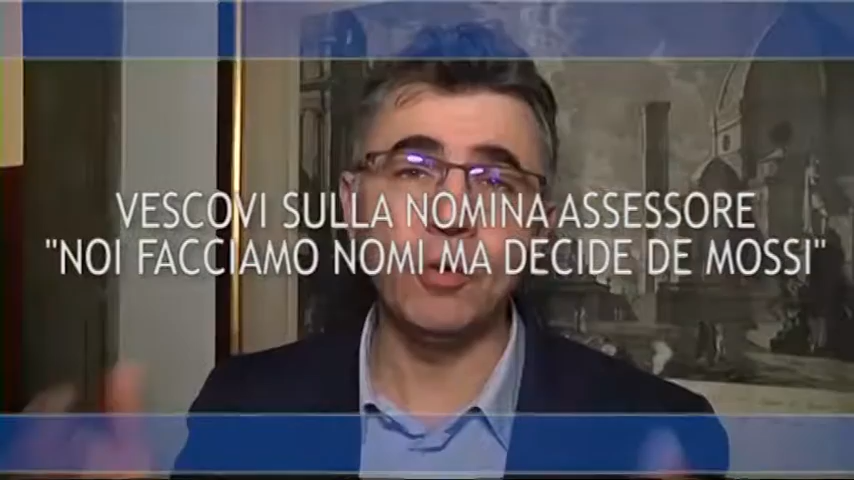 VESCOVI SULLA NOMINA ASSESSORE
"NOI FACCIAMO NOMI MA DECIDE DE MOSSI"